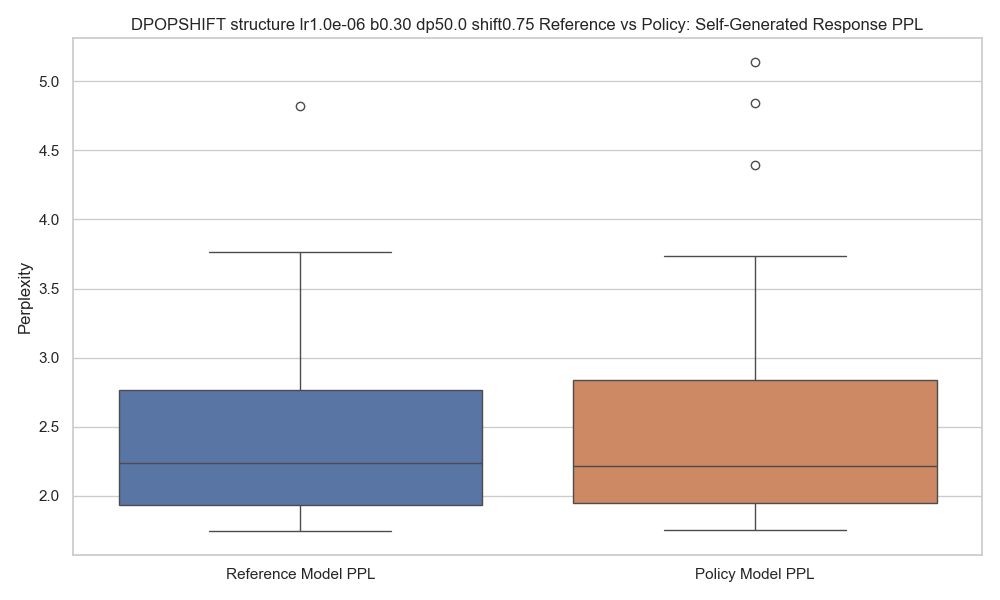 DPOPSHIFT structure lr1.0e-06 b0.30 dp50.0 shift0.75 Reference vs Policy: Self-Generated Response PPL
5.0
4.5
4.0
3.5
3.0
2.5
2.0
Perplexity
Reference Model PPL
Policy Model PPL